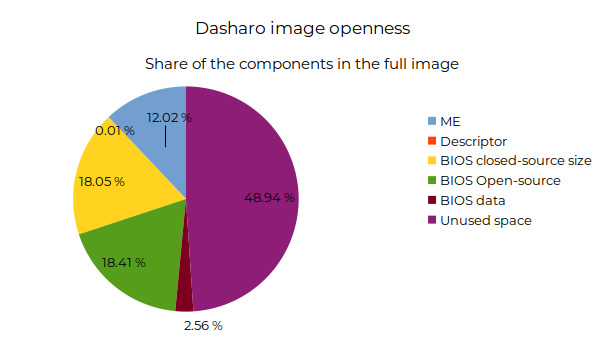 Dasharo image openness
Share of the components in the full image
12.02 %
0.01 %
18.05 %
48.94 %
18.41 %
2.56 %
ME
Descriptor
BIOS closed-source size
BIOS Open-source
BIOS data
Unused space